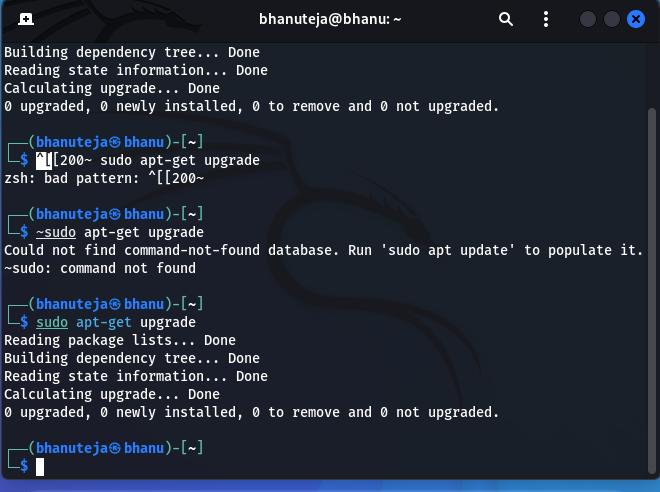 bhanuteja@bhanu: ~
Building dependency tree... Done
Reading state information... Done
Calculating upgrade... Done
0 upgraded, 0 newly installed, 0 to remove and 0 not upgraded.
┌──(bhanuteja㉿bhanu)-[~]
└─$ ^[[200~ sudo apt-get upgrade
zsh: bad pattern: ^[[200~
┌──(bhanuteja㉿bhanu)-[~]
└─$ ~sudo apt-get upgrade
Could not find command-not-found database. Run 'sudo apt update' to populate it.
~sudo: command not found
┌──(bhanuteja㉿bhanu)-[~]
└─$ sudo apt-get upgrade
Reading package lists... Done
Building dependency tree... Done
Reading state information... Done
Calculating upgrade... Done
0 upgraded, 0 newly installed, 0 to remove and 0 not upgraded.
┌──(bhanuteja㉿bhanu)-[~]
└─$